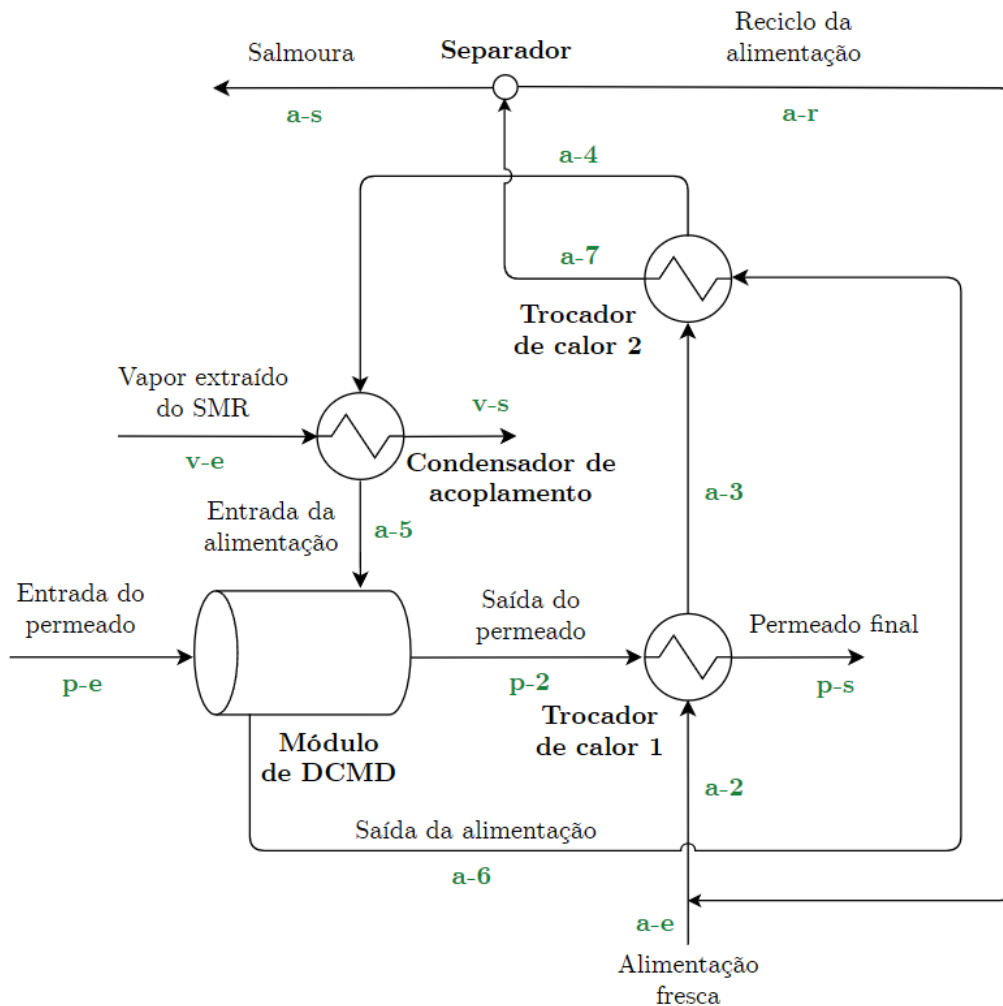 Reciclo da
alimentação
Salmoura
Separador
a-s
a-r
a-4
a-7
Trocador
de calor 2
Vapor extraído
do SMR
v-s
v-e
Condensador de
acoplamento
a-3
Entrada da
alimentação
a-5
Entrada do
permeado
Saída do
permeado
Permeado final
p-e
p-2
p-s
Trocador
de calor 1
Módulo
de DCMD
a-2
Saída da alimentação
a-6
a-e
Alimentação
fresca